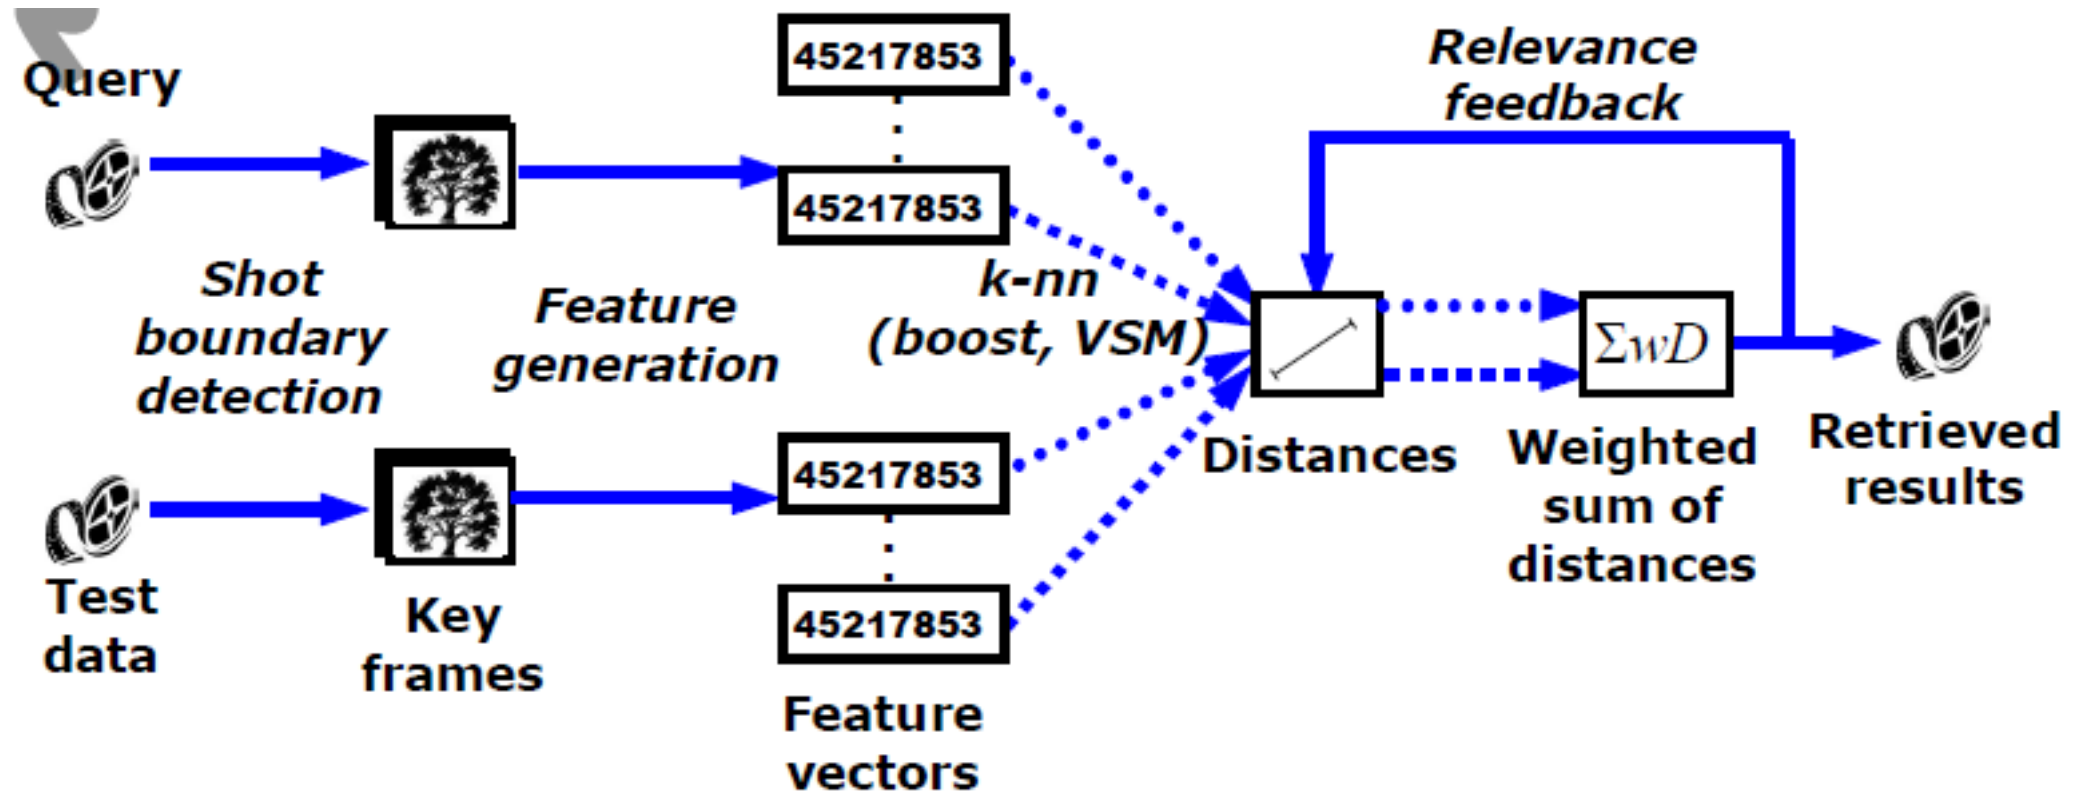 Query
45217853
45217853
Relevance
feedback
Shot
boundary
detection
Feature
generation
k-nn
(boost, VSM)
ΣwD
Test
data
Key
frames
45217853
45217853
Feature
vectors
Distances
Weighted
sum of
distances
Retrieved
results